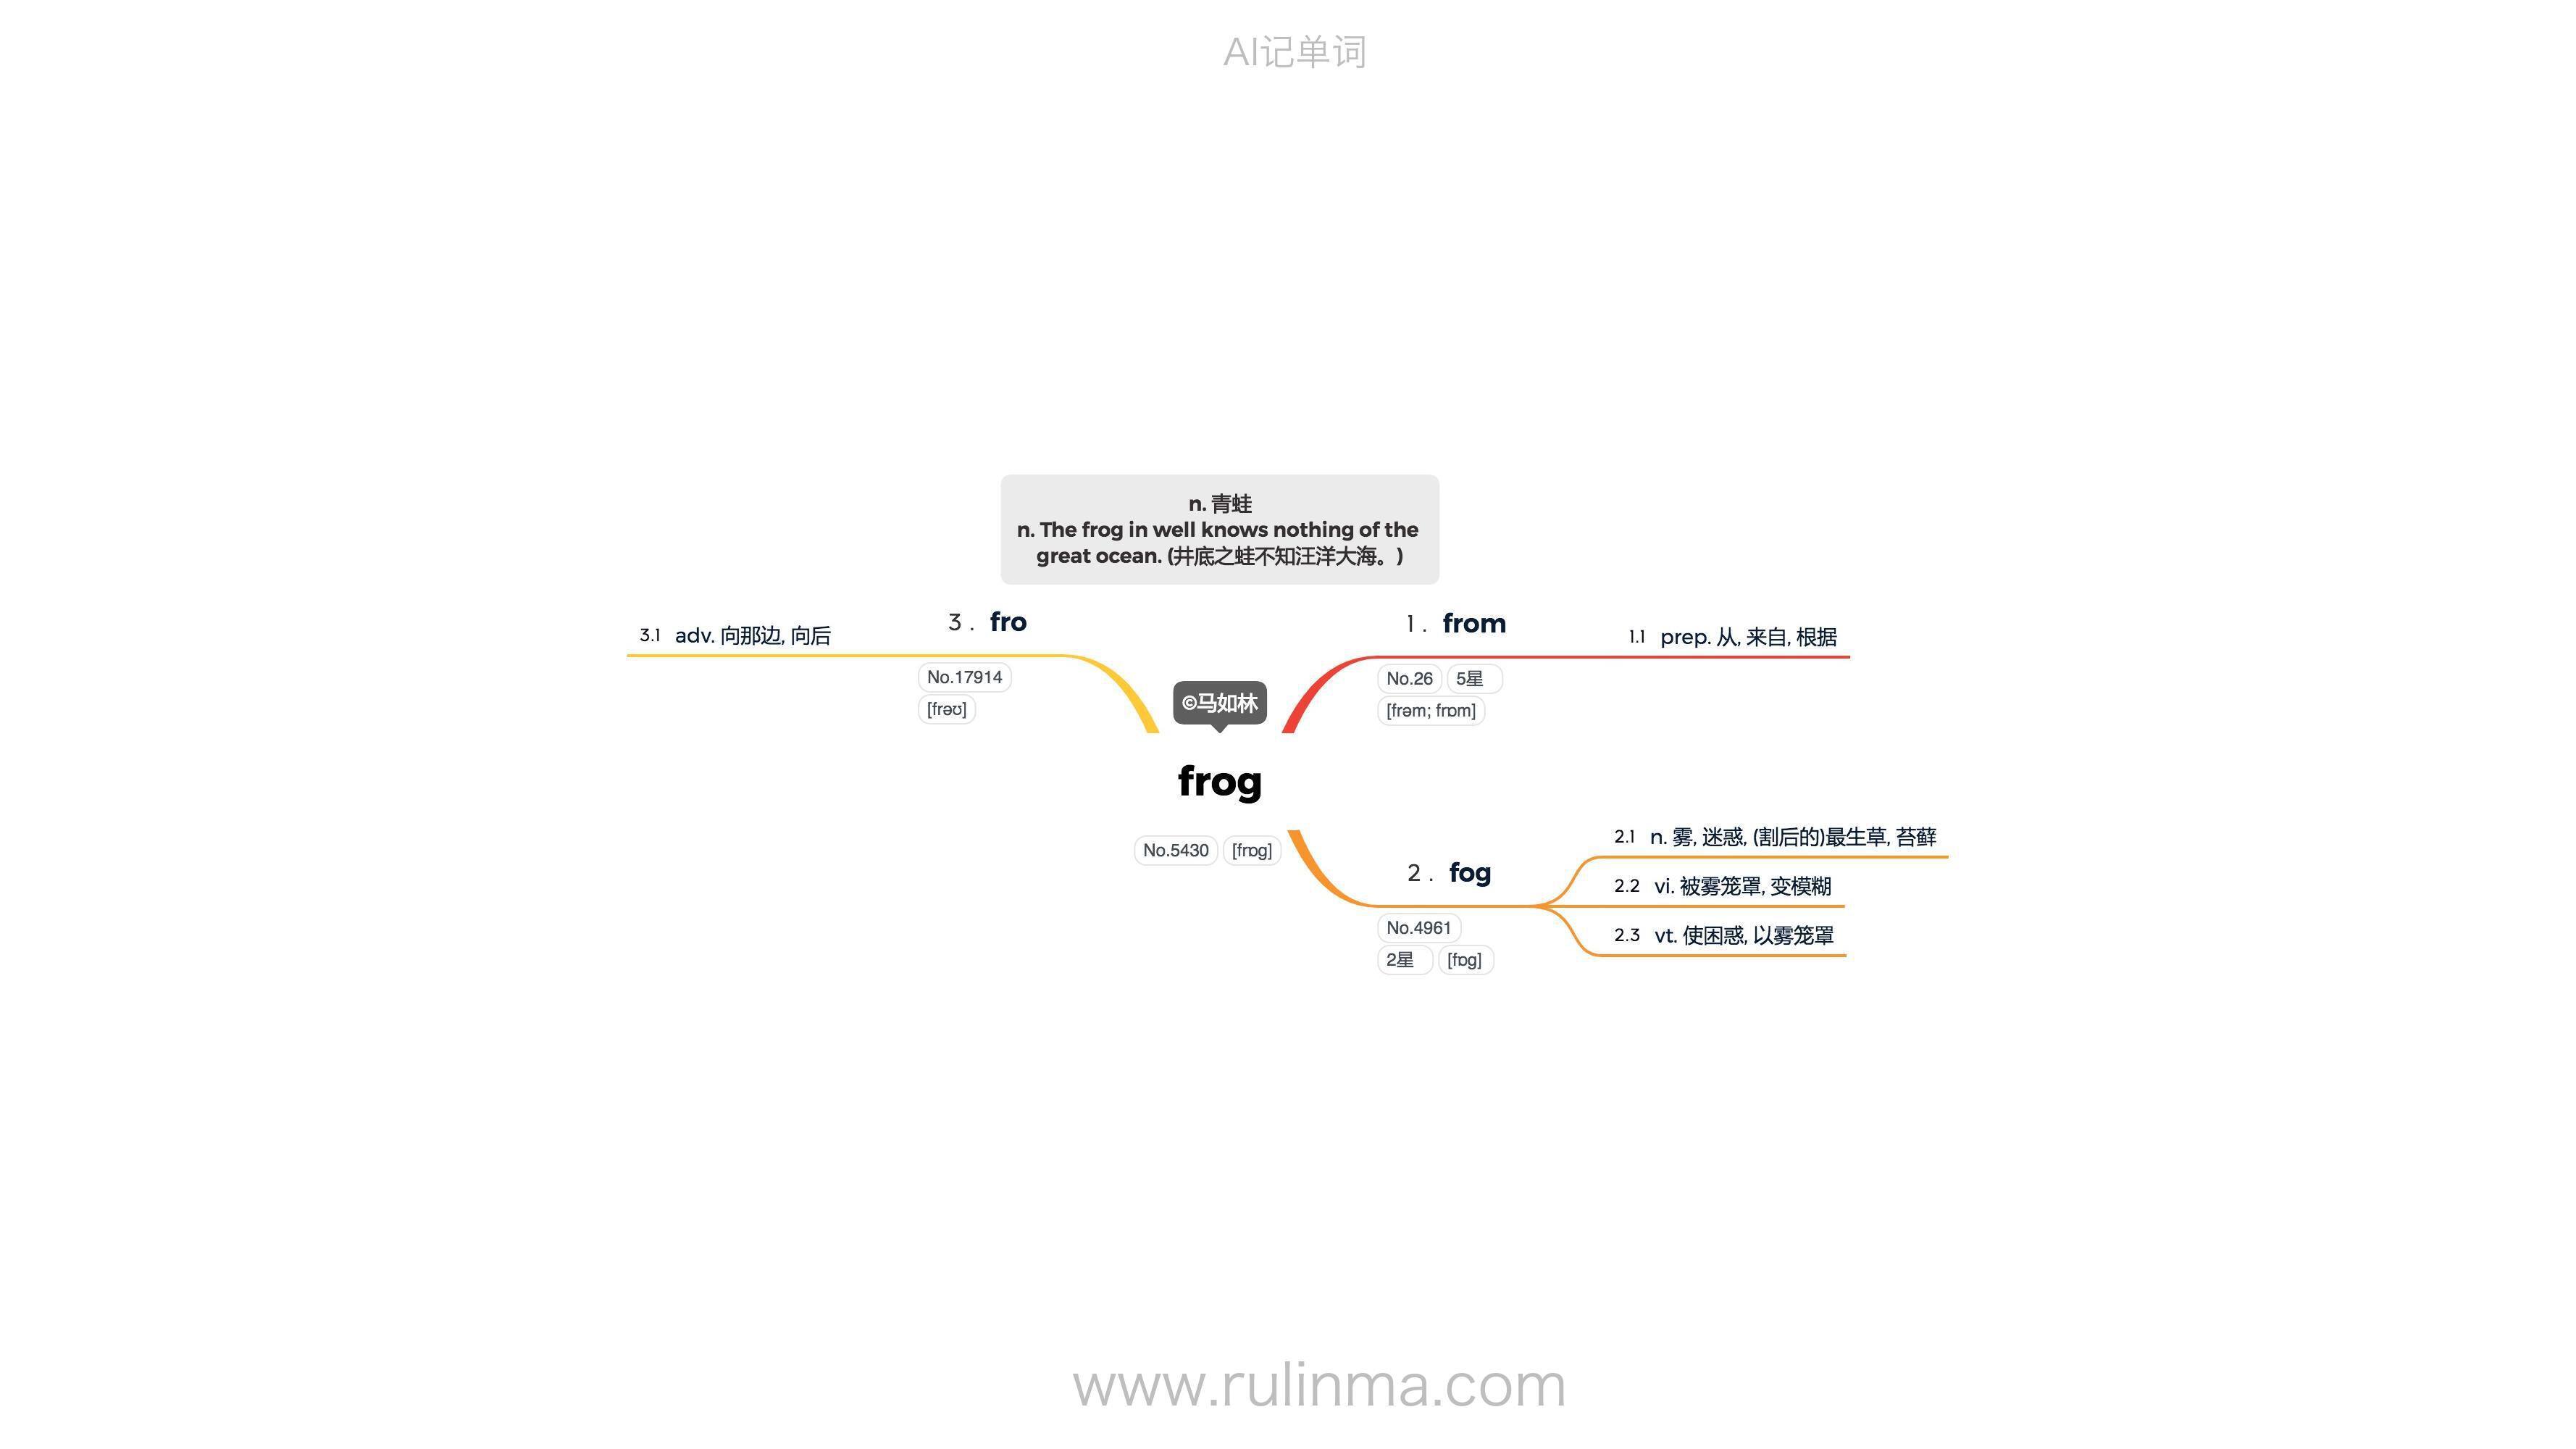 AI记单词
n. 青蛙
n. The frog in well knows nothing of the
great ocean. (井底之蛙不知汪洋大海。)
3 . fro
3.1 adv. 向那边, 向后
No.17914
[frəʊ]
1 . from
1.1 prep. 从, 来自, 根据
No.26 5星
[frəm; frɒm]
©马如林
frog
No.5430 [frɒg]
2 . fog
No.4961
2星 [fɒg]
2.1 n. 雾, 迷惑, (割后的)最生草, 苔藓
2.2 vi. 被雾笼罩, 变模糊
2.3 vt. 使困惑, 以雾笼罩
www.rulinma.com